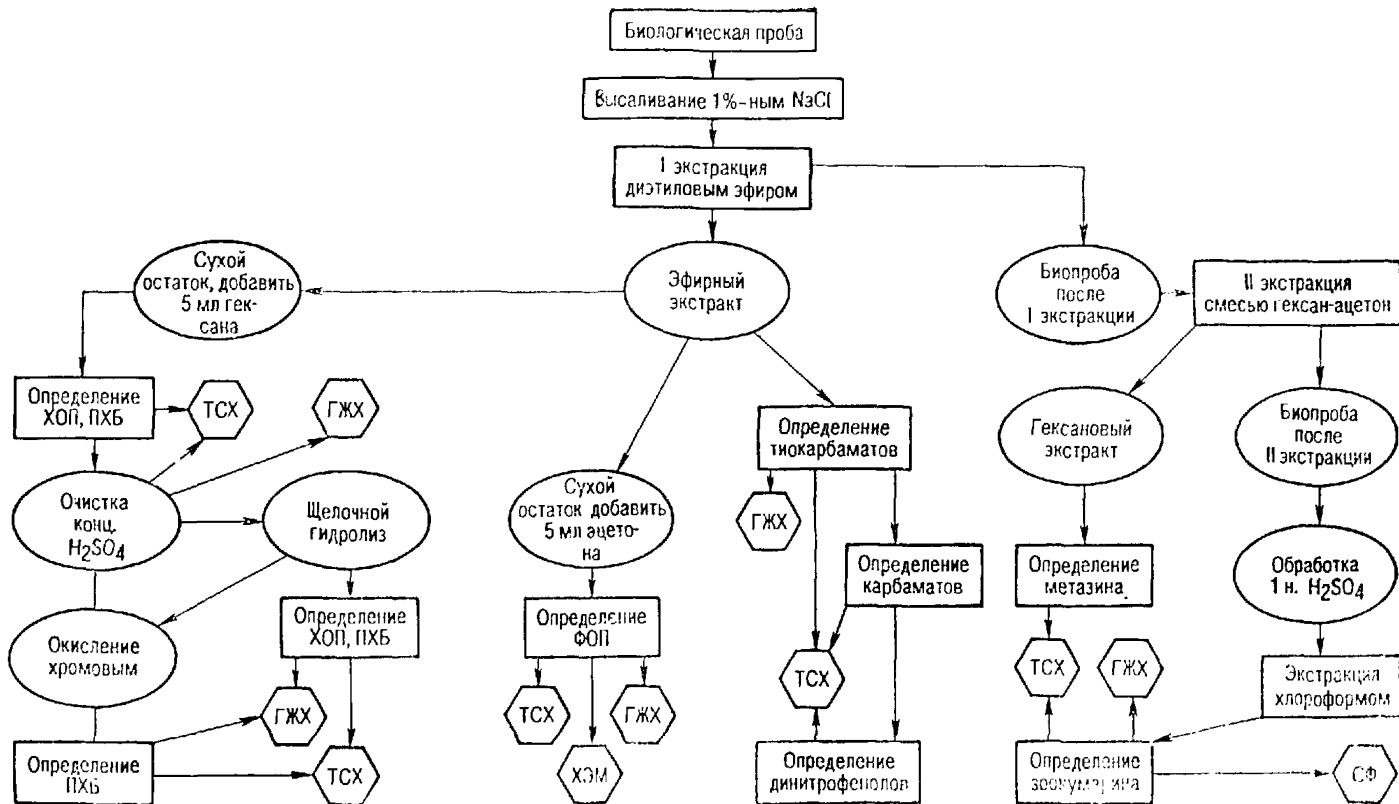 Биологическая проба
Высаливание 1%-ным NaCl
I экстракция
диэтиловым эфиром
Сухой
остаток, добавить
5 мл гек-
сана
Эфирный
экстракт
Биопроба
после
I экстракции
II экстракция
смесью гексан-ацетон
Определение
ХОП, ПХБ
ТСХ
ГЖХ
Определение
тиокарбаматов
Гексановый
экстракт
Биопроба
после
II экстракции
Очистка
конц.
H2SO4
Щелочной
гидролиз
Сухой
остаток добавить
5 мл ацето-
на
ГЖХ
Определение
карбаматов
Определение
метазина
Обработка
1 н. H2SO4
Окисление
хромовым
Определение
ХОП, ПХБ
Определение
ФОП
ТСХ
ТСХ
ГЖХ
Экстракция
хлороформом
ГЖХ
ТСХ
ГЖХ
Определение
ПХБ
ТСХ
ХЭМ
Определение
динитрофенолов
Определение
зоокумарина
СФ